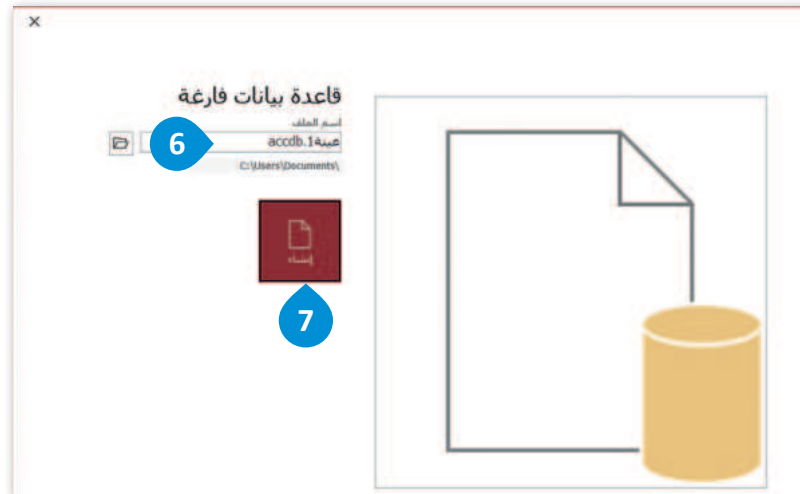 قاعدة بيانات فارغة
اسم الملف
عينة1.accdb
6
C:\Users\Documents\
إنشاء
7